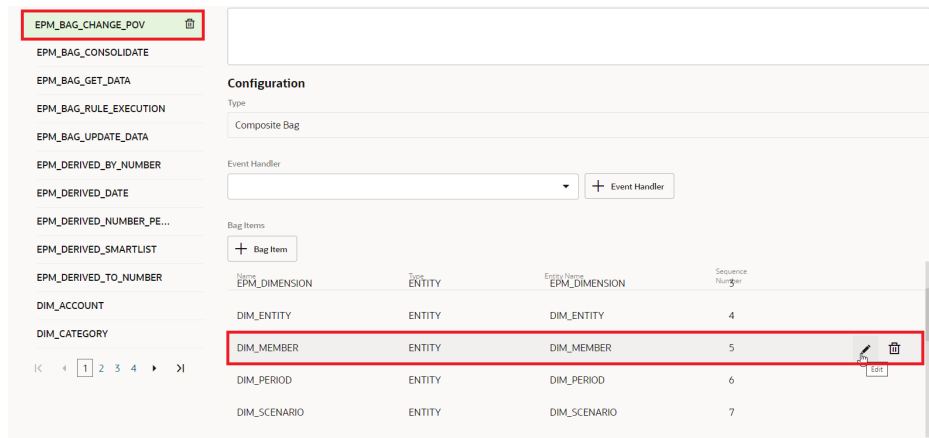 EPM_BAG_CHANGE_POV
EPM_BAG_CONSOLIDATE
EPM_BAG_GET_DATA
EPM_BAG_RULE_EXECUTION
EPM_BAG_UPDATE_DATA
EPM_DERIVED_BY_NUMBER
EPM_DERIVED_DATE
EPM_DERIVED_NUMBER_PE...
EPM_DERIVED_SMARTLIST
EPM_DERIVED_TO_NUMBER
DIM_ACCOUNT
DIM_CATEGORY
1 2 3 4
Configuration
Type
Composite Bag
Event Handler
+ Event Handler
Bag Items
+ Bag Item
Name Type Entity Name Sequence Number
EPM_DIMENSION ENTITY EPM_DIMENSION 3
DIM_ENTITY ENTITY DIM_ENTITY 4
DIM_MEMBER ENTITY DIM_MEMBER 5
Edit
DIM_PERIOD ENTITY DIM_PERIOD 6
DIM_SCENARIO ENTITY DIM_SCENARIO 7